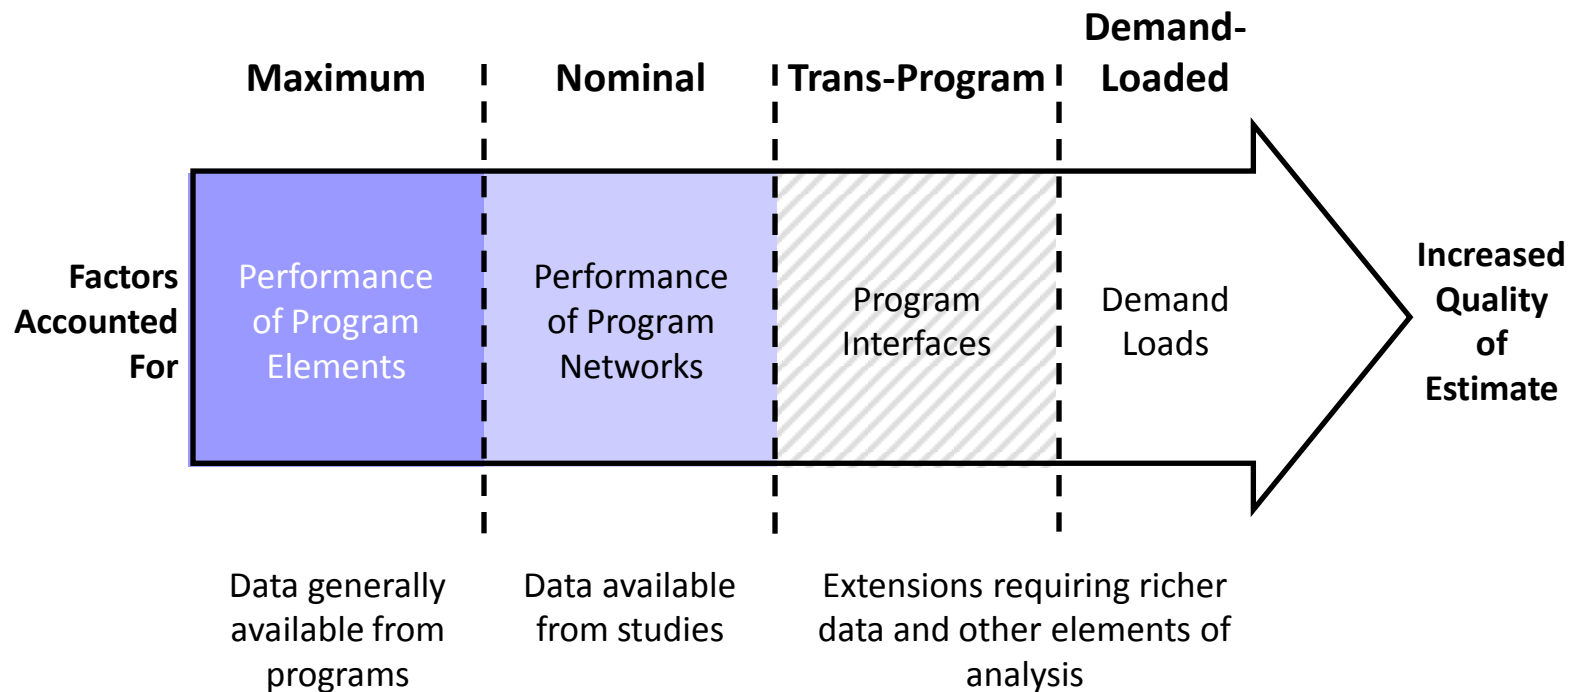 Demand-
Maximum Nominal Trans-Program Loaded
Factors
Accounted
For
Performance
of Program
Elements
Performance
of Program
Networks
Program
Interfaces
Demand
Loads
Increased
Quality
of
Estimate
Data generally
available from
programs
Data available
from studies
Extensions requiring richer
data and other elements of
analysis